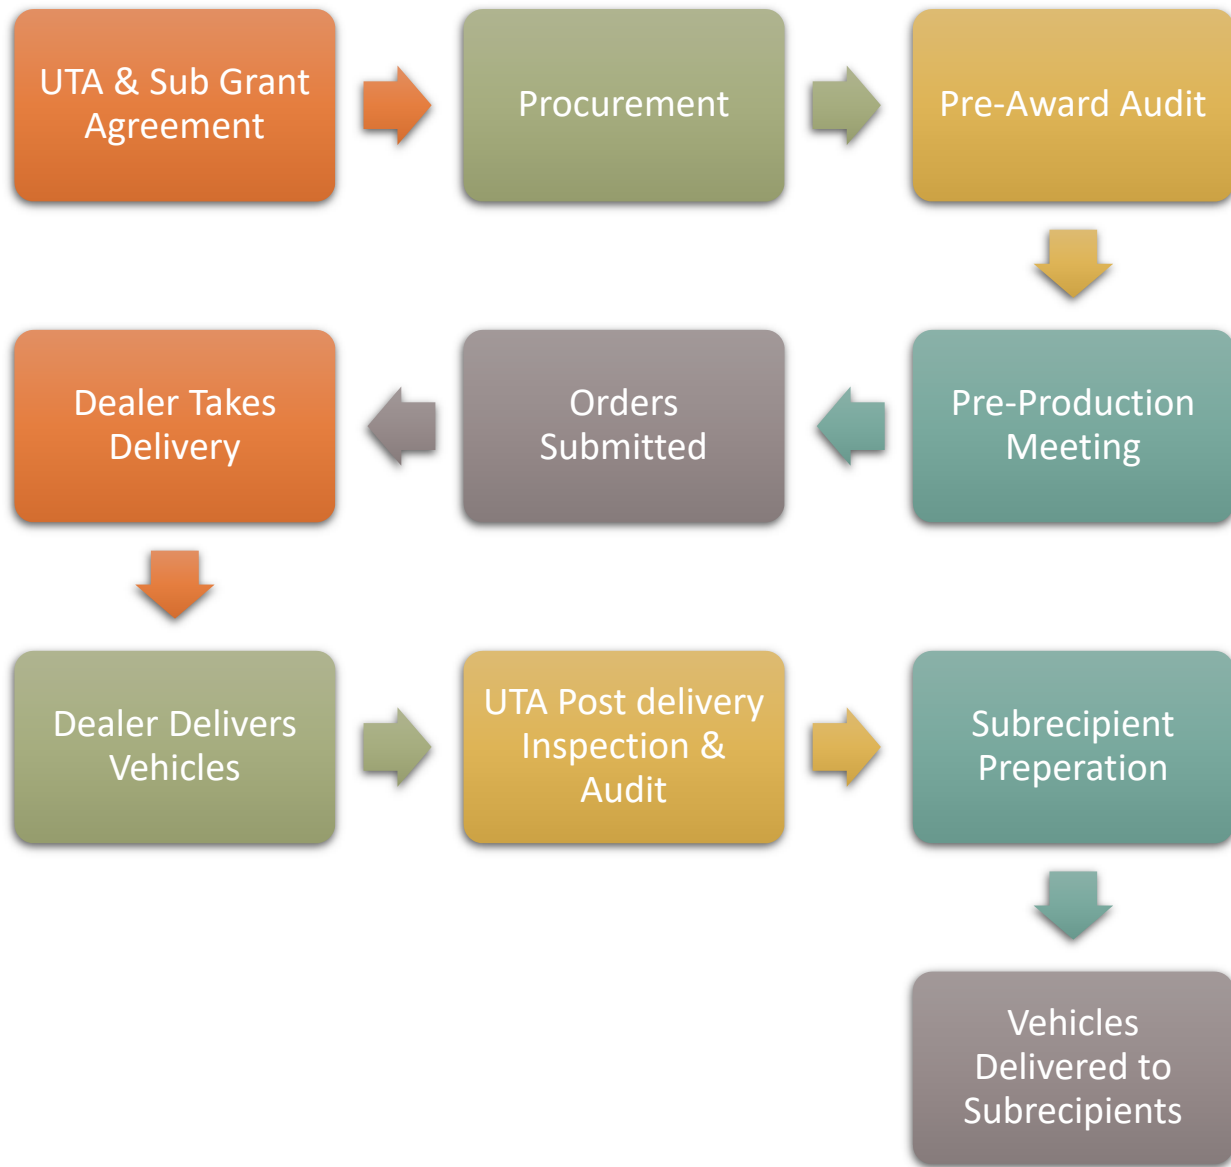 UTA & Sub Grant
Agreement
Procurement
Pre-Award Audit
Pre-Production
Meeting
Orders
Submitted
Dealer Takes
Delivery
Dealer Delivers
Vehicles
UTA Post delivery
Inspection &
Audit
Subrecipient
Preperation
Vehicles
Delivered to
Subrecipients